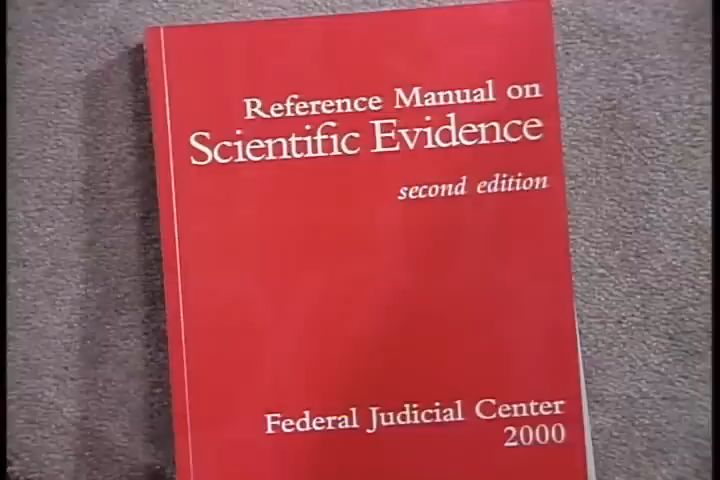 Reference Manual on
Scientific Evidence
second edition
Federal Judicial Center
2000